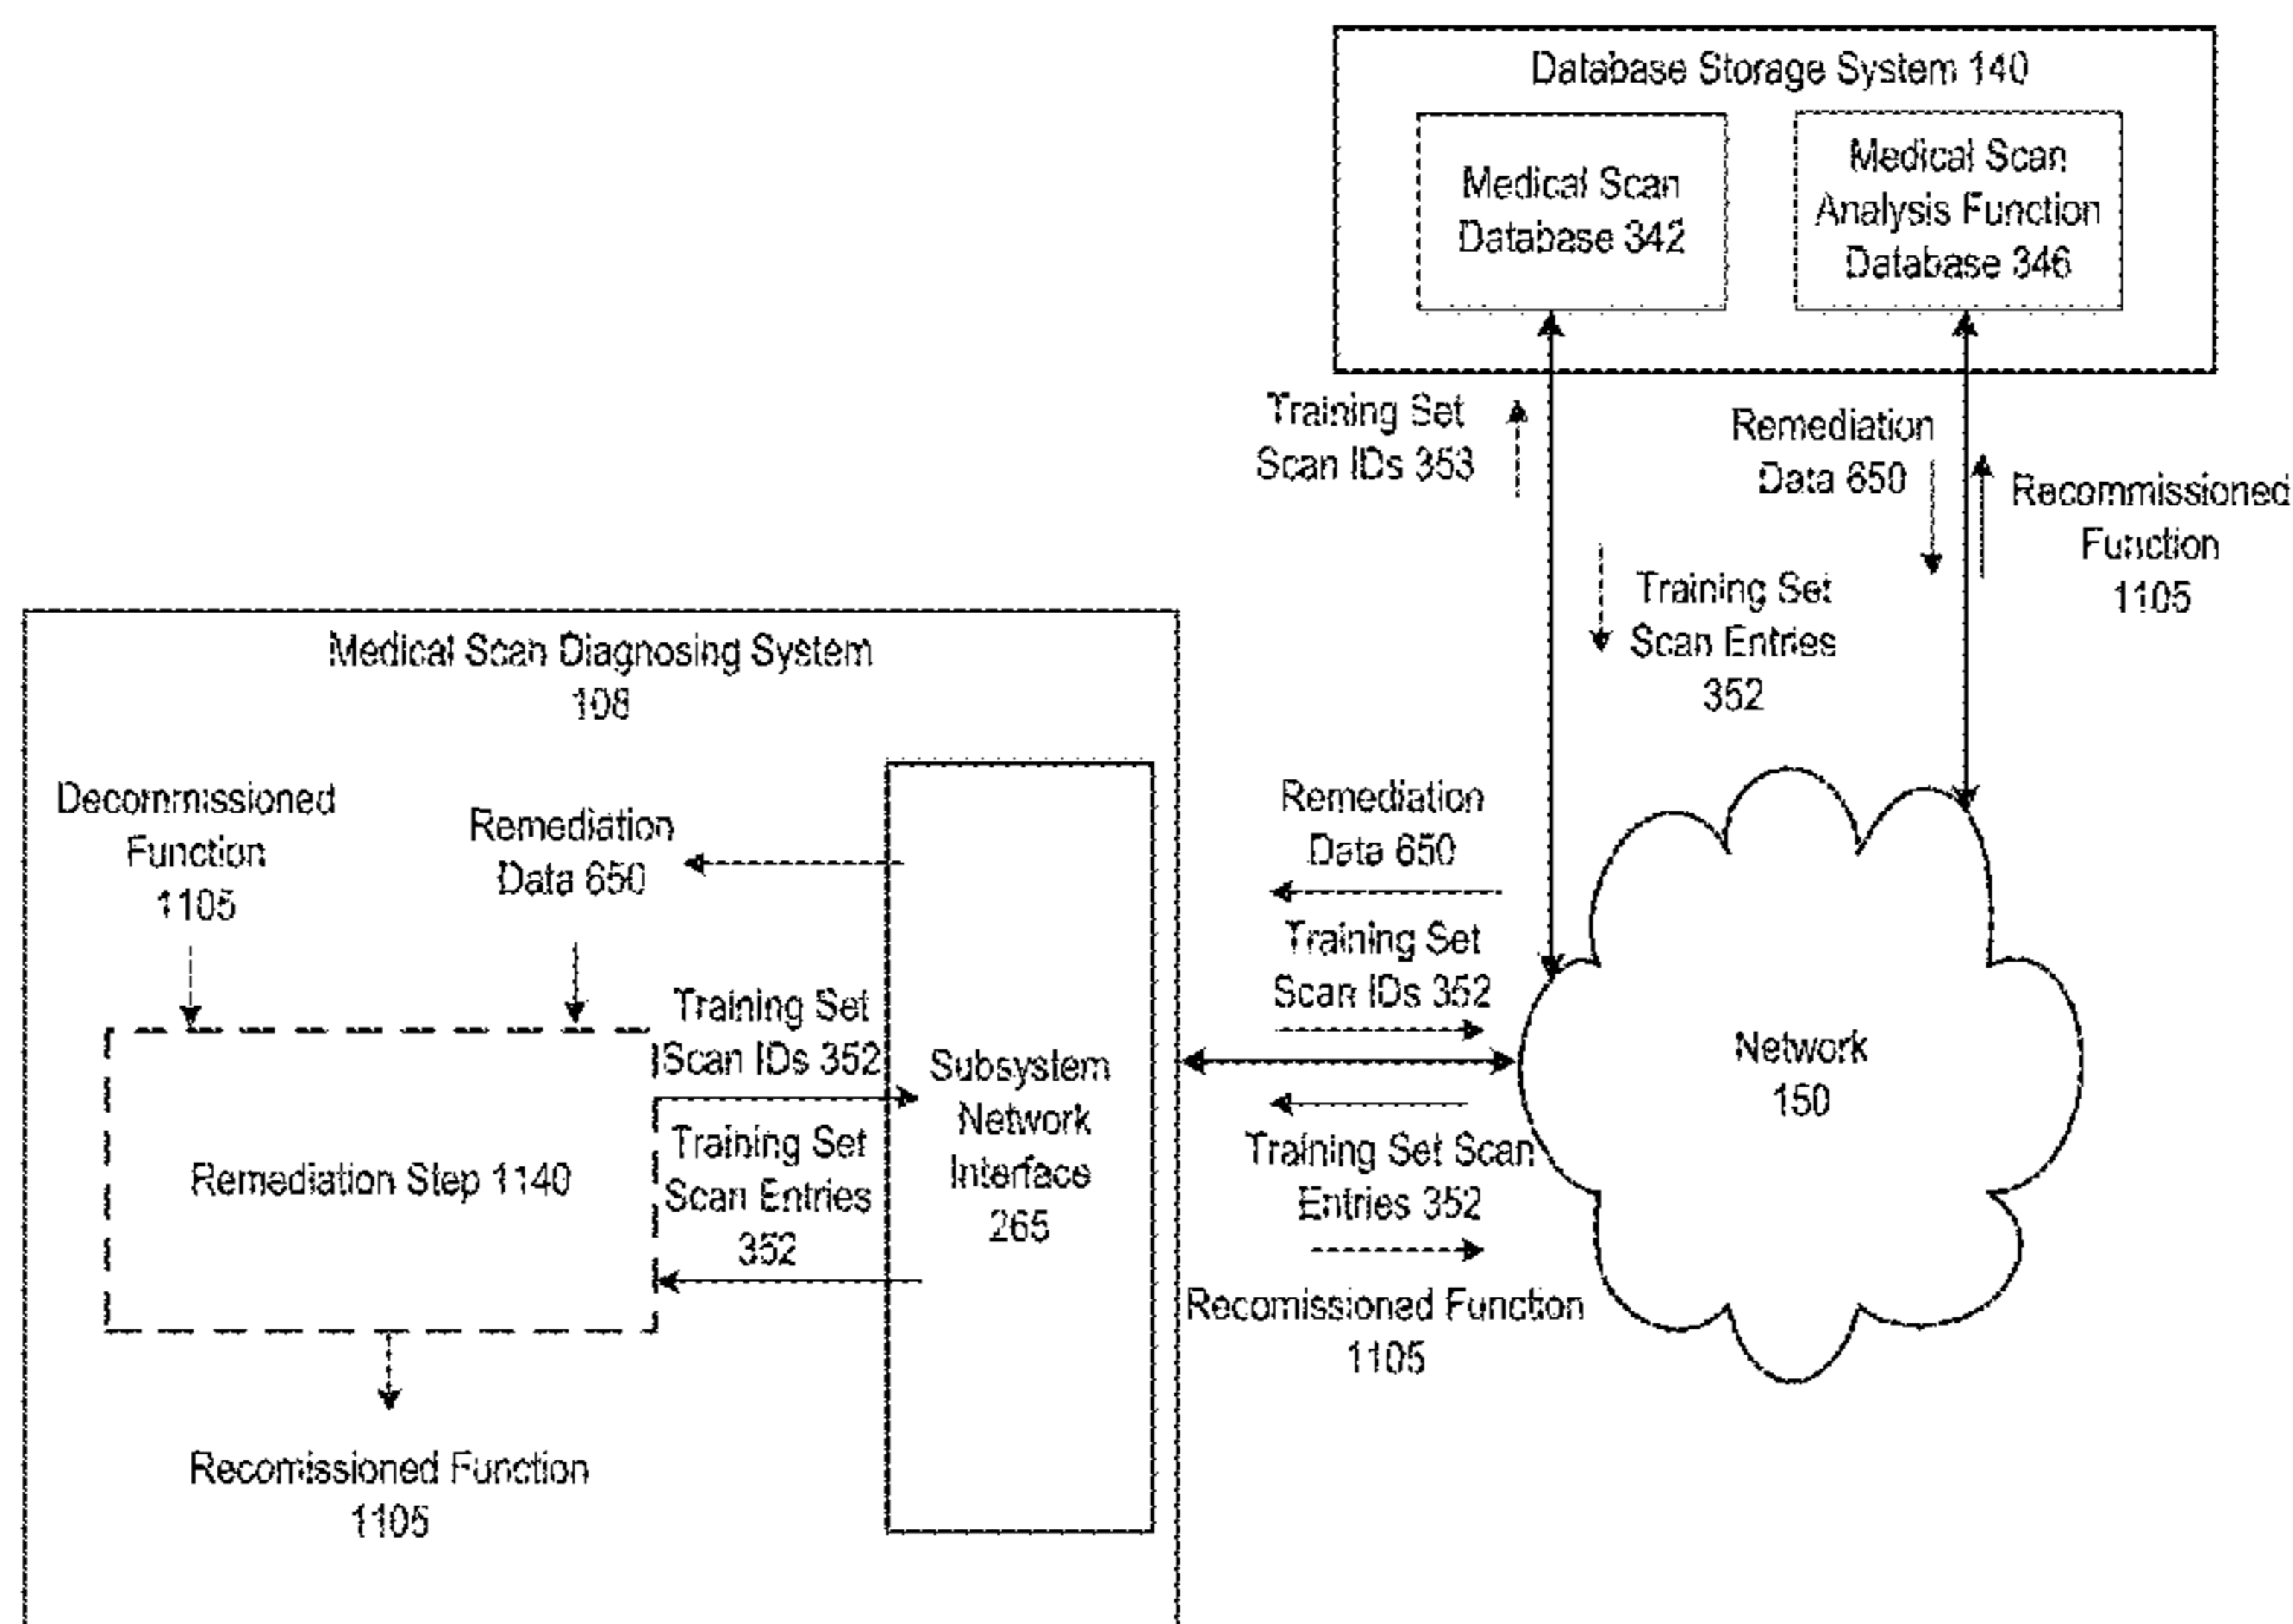 Database Storage System 140
Medical Scan
Database 342
Medical Scan
Analysis Function
Database 346
Training Set
Scan IDs 353
Remediation
Data 650
Recommissioned
Function
1105
Training Set
Scan Entries
352
Medical Scan Diagnosing System
108
Decommissioned
Function
1105
Remediation
Data 650
Training Set
Scan IDs 352
Training Set
Scan Entries
352
Remediation Step 1140
Subsystem
Network
Interface
265
Recomissioned Function
1105
Remediation
Data 650
Training Set
Scan IDs 352
Training Set Scan
Entries 352
Recomissioned Function
1105
Network
150